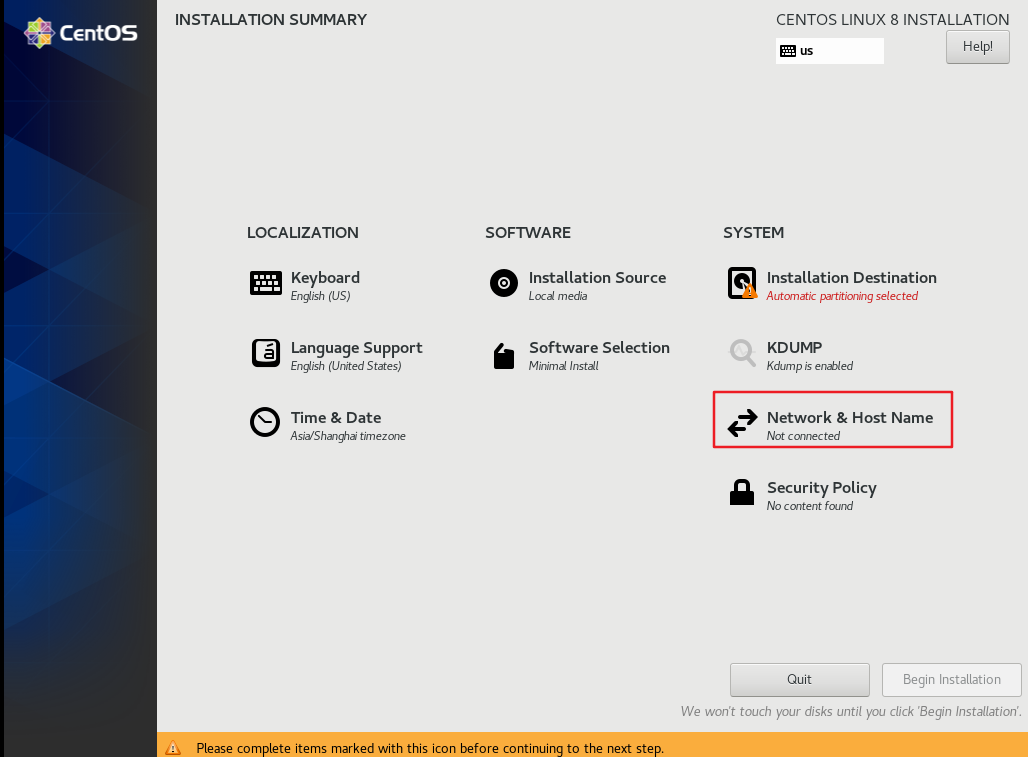 CentOS
INSTALLATION SUMMARY
CENTOS LINUX 8 INSTALLATION
us
Help!
LOCALIZATION
Keyboard
English (US)
Language Support
English (United States)
Time & Date
Asia/Shanghai timezone
SOFTWARE
Installation Source
Local media
Software Selection
Minimal Install
SYSTEM
Installation Destination
Automatic partitioning selected
KDUMP
Kdump is enabled
Network & Host Name
Not connected
Security Policy
No content found
Quit
Begin Installation
We won't touch your disks until you click 'Begin Installation'.
Please complete items marked with this icon before continuing to the next step.